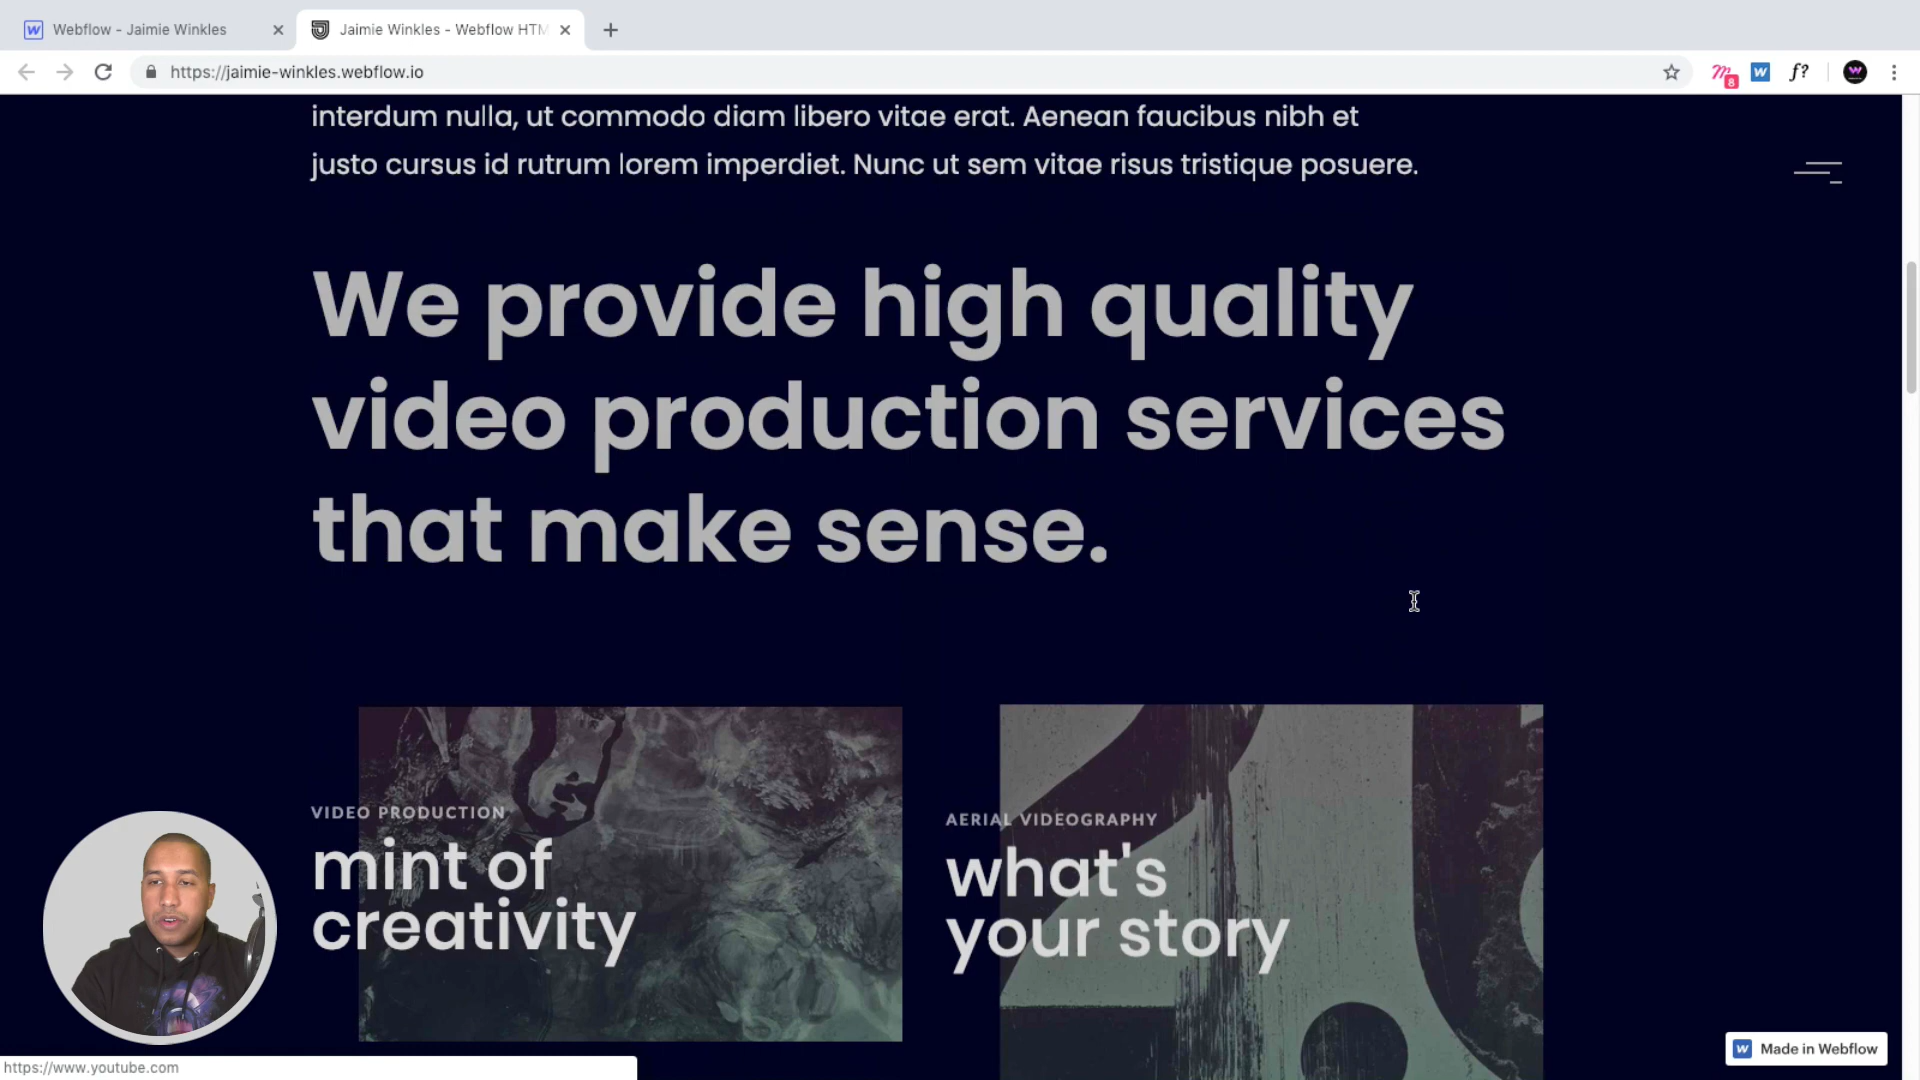 Webflow - Jaimie Winkles
Jaimie Winkles - Webflow HTM
https://jaimie-winkles.webflow.io
8
W
f?
interdum nulla, ut commodo diam libero vitae erat. Aenean faucibus nibh et
justo cursus id rutrum lorem imperdiet. Nunc ut sem vitae risus tristique posuere.
We provide high quality
video production services
that make sense.
VIDEO PRODUCTION
mint of
creativity
AERIAL VIDEOGRAPHY
what's
your story
Made in Webflow
https://www.youtube.com